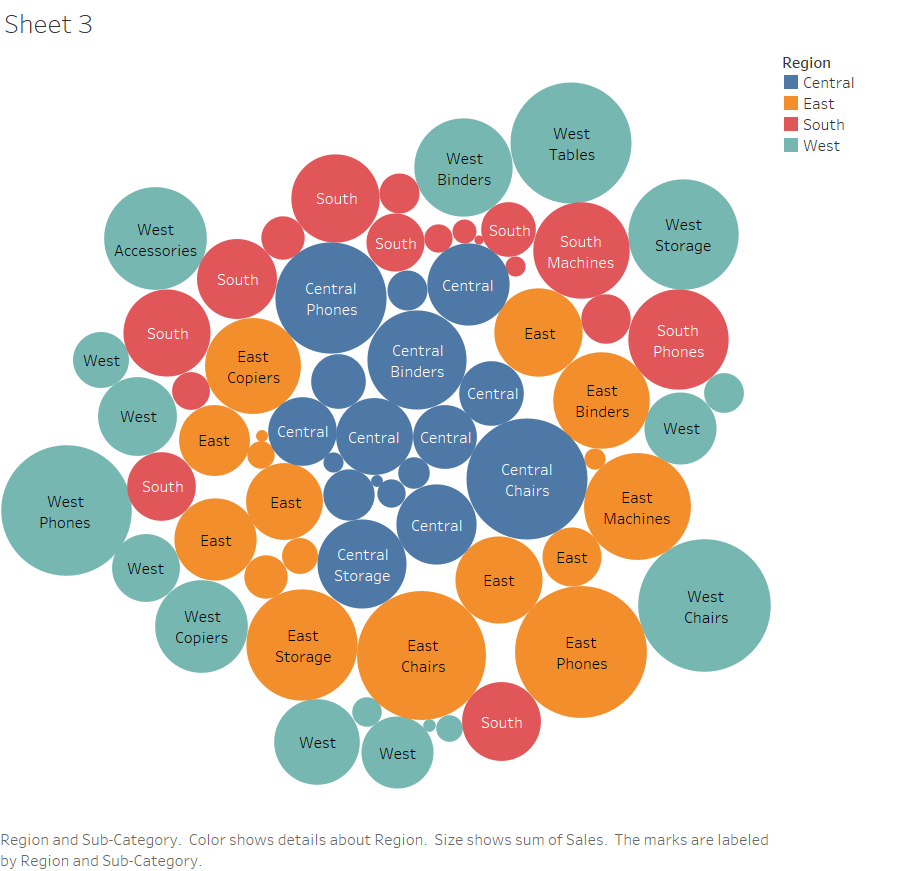 Sheet 3
Region
Central
East
South
West
West
Tables
West
Binders
South
West
Accessories
South
South
South
Machines
West
Storage
South
Central
Phones
Central
South
East
South
Phones
West
East
Copiers
Central
Binders
Central
East
Binders
West
East
Central
Central
Central
West
South
East
Central
Chairs
West
Phones
East
Machines
East
Central
West
Central
Storage
East
East
West
Copiers
West
Chairs
East
Storage
East
Chairs
East
Phones
South
West
West
Region and Sub-Category.  Color shows details about Region.  Size shows sum of Sales.  The marks are labeled
by Region and Sub-Category.